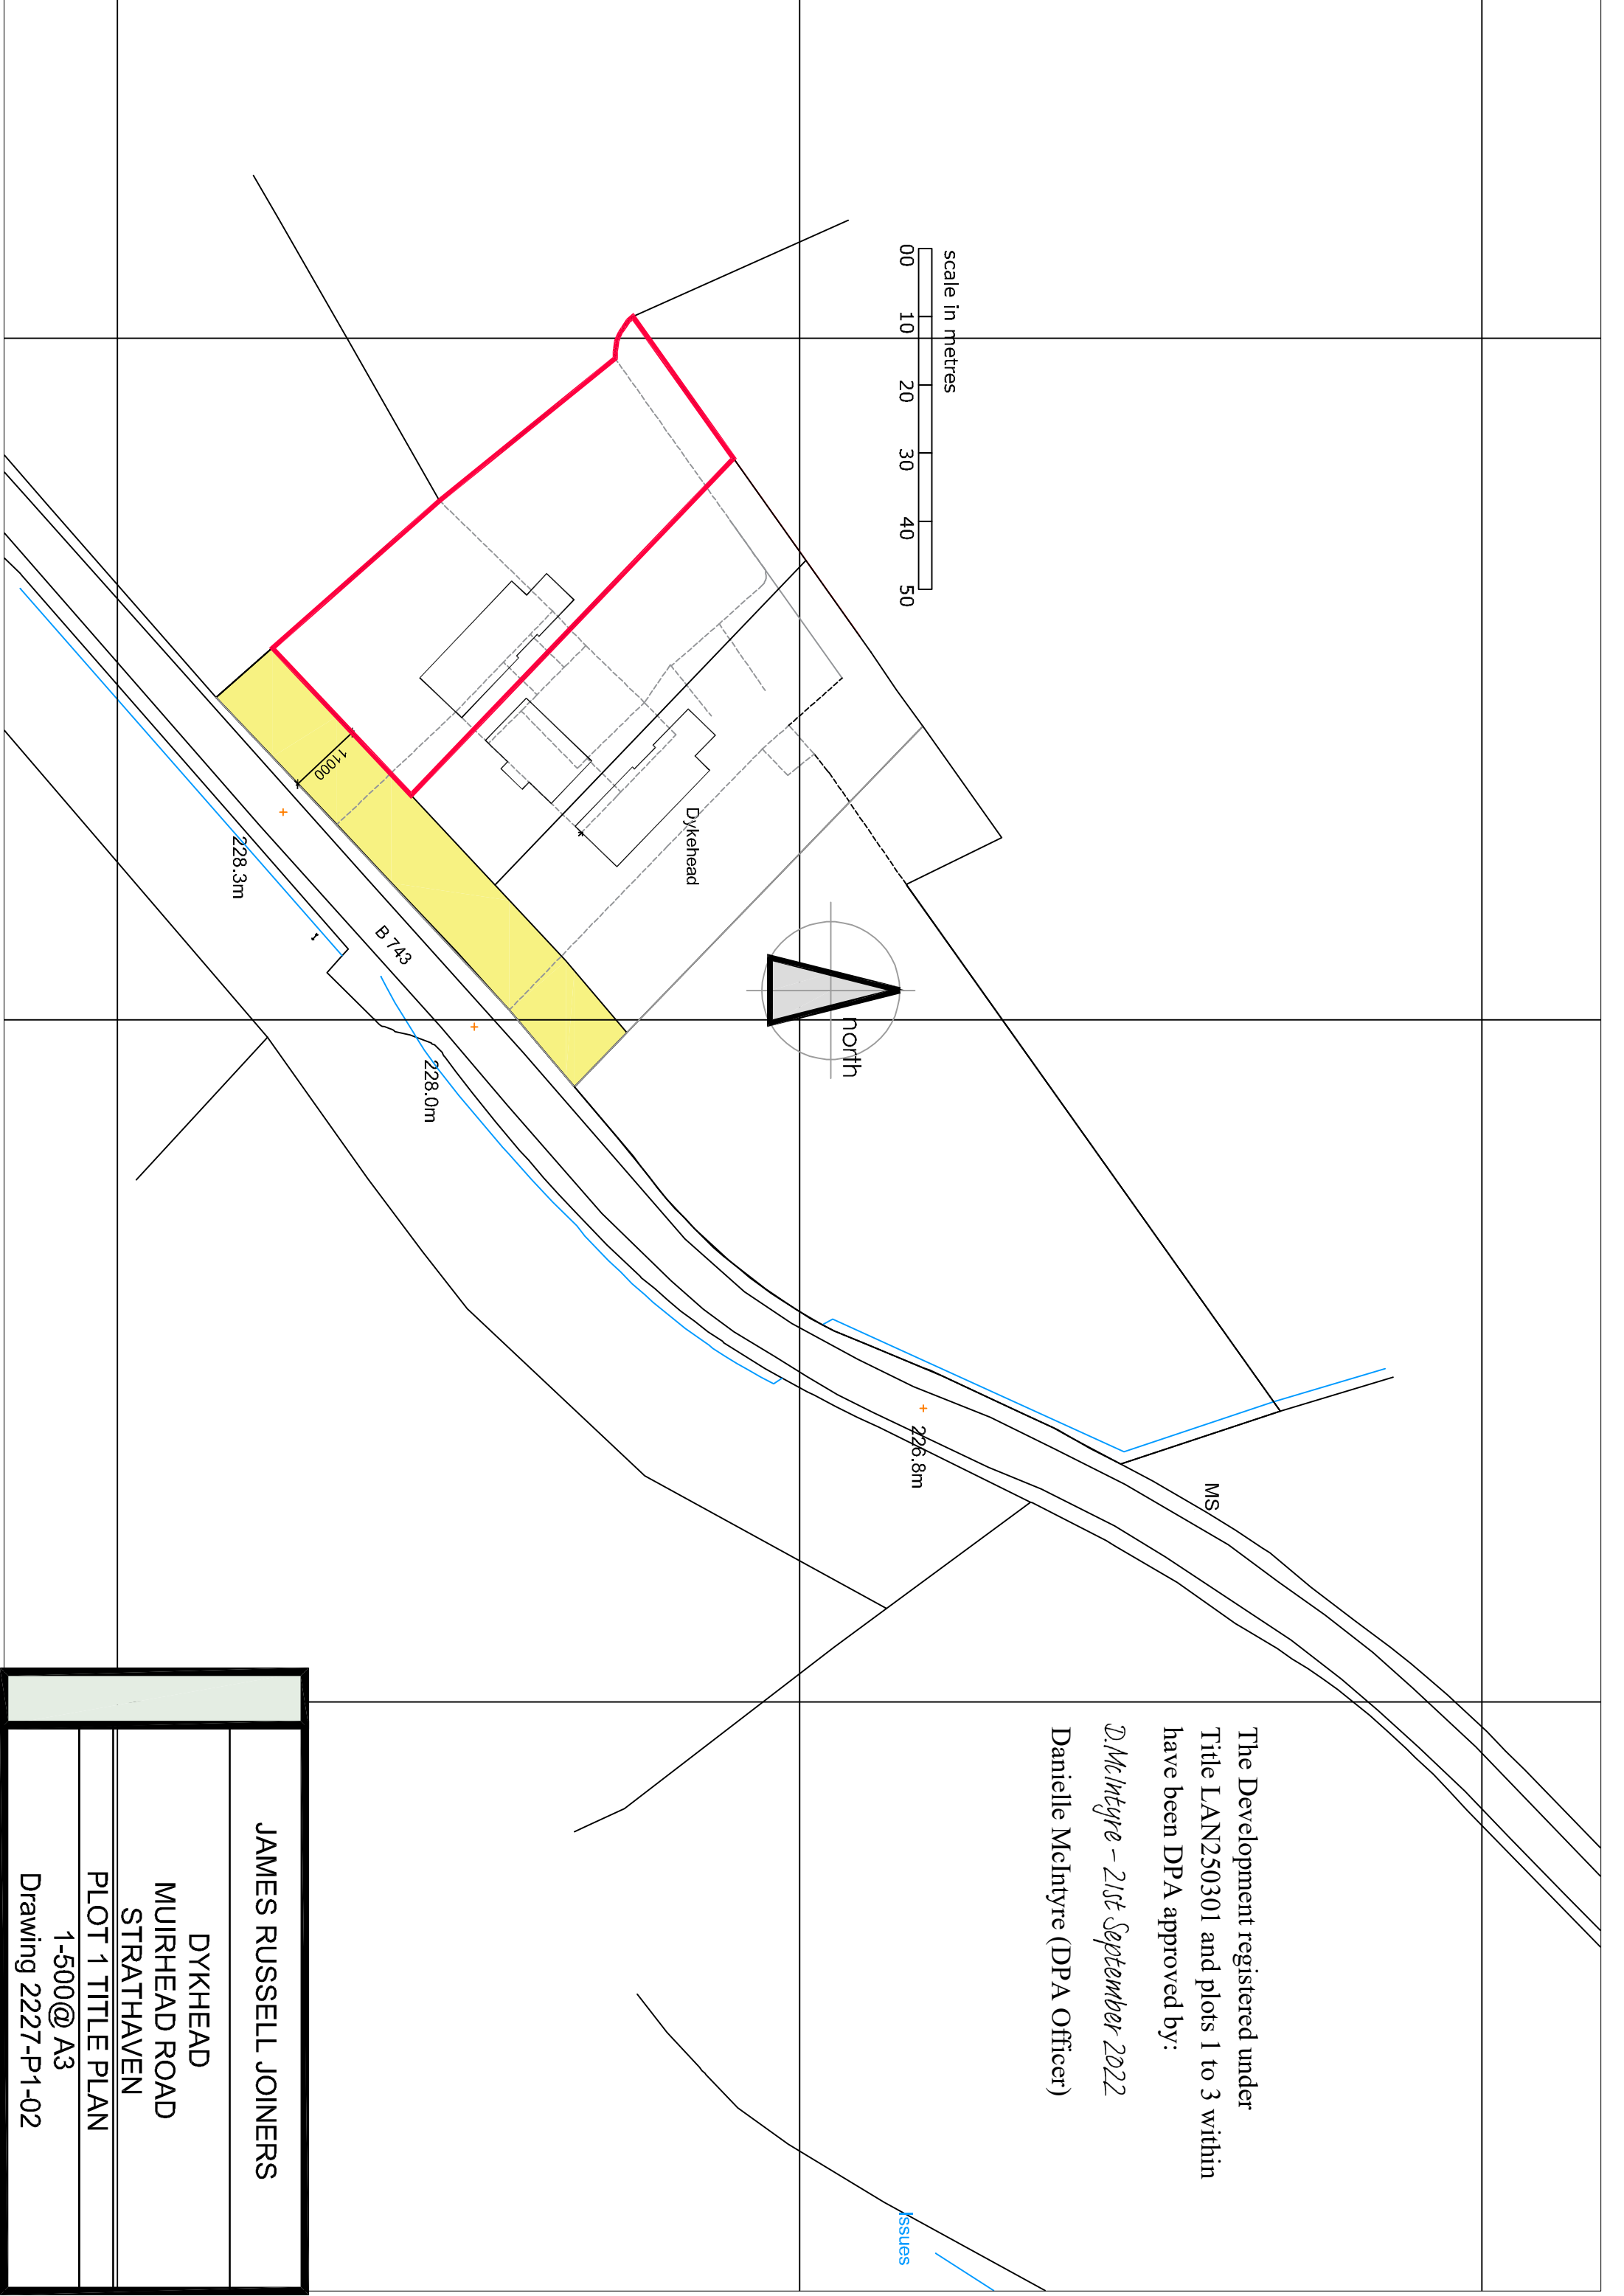 scale in metres
00 10 20 30 40 50
Dykehead
north
11000
B 743
228.3m
228.0m
226.8m
MS
The Development registered under
Title LAN250301 and plots 1 to 3 within
have been DPA approved by:
D.McIntyre – 21st September 2022
Danielle McIntyre (DPA Officer)
Issues
JAMES RUSSELL JOINERS
DYKHEAD
MUIRHEAD ROAD
STRATHAVEN
PLOT 1 TITLE PLAN
1-500@ A3
Drawing 2227-P1-02